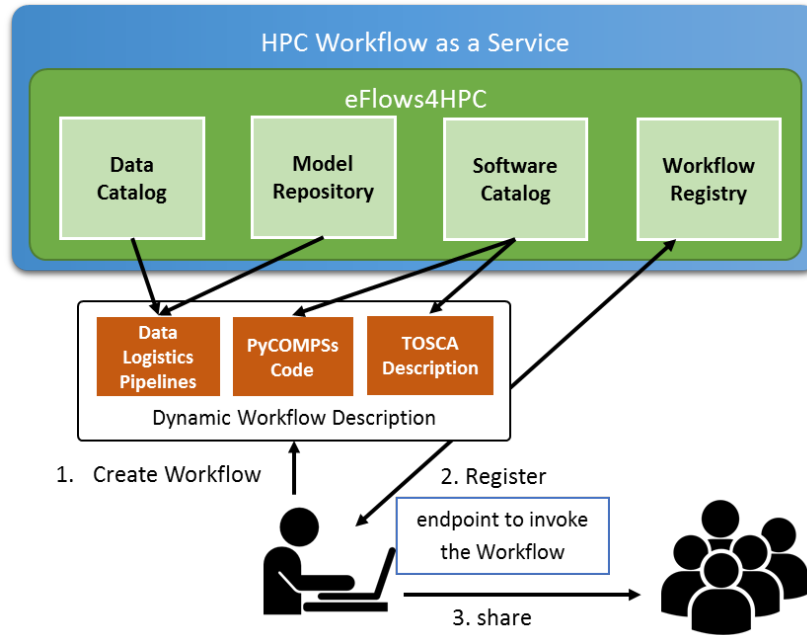 HPC Workflow as a Service
eFlows4HPC
Data
Catalog
Model
Repository
Software
Catalog
Workflow
Registry
Data
Logistics
Pipelines
PyCOMPSs
Code
TOSCA
Description
Dynamic Workflow Description
1. Create Workflow
2. Register
endpoint to invoke
the Workflow
3. share